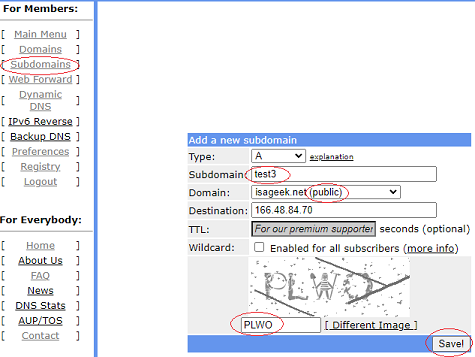 For Members:
[ Main Menu ]
[ Domains ]
[ Subdomains ]
[ Web Forward ]
[ Dynamic DNS ]
[ IPv6 Reverse ]
[ Backup DNS ]
[ Preferences ]
[ Registry ]
[ Logout ]
For Everybody:
[ Home ]
[ About Us ]
[ FAQ ]
[ News ]
[ DNS Stats ]
[ AUP/TOS ]
[ Contact ]
Add a new subdomain
Type: A explanation
Subdomain: test3
Domain: isageek.net (public)
Destination: 166.48.84.70
TTL: For our premium supporter seconds (optional)
Wildcard: Enabled for all subscribers (more info)
PLWO
PLWO [ Different Image ]
Save!